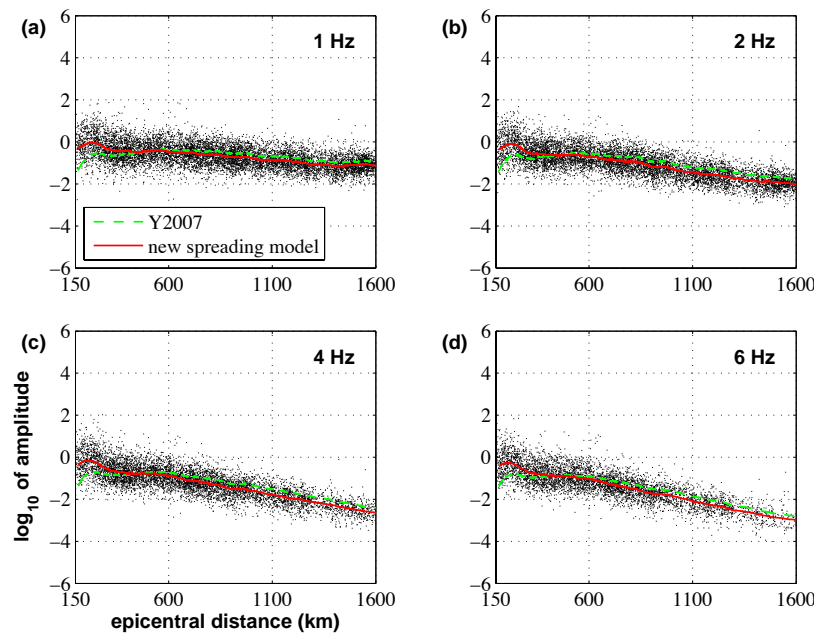 (a)
1 Hz
6
4
2
0
−2
−4
−6
150 600 1100 1600
Y2007
new spreading model
(b)
2 Hz
6
4
2
0
−2
−4
−6
150 600 1100 1600
(c)
4 Hz
6
4
2
0
−2
−4
−6
150 600 1100 1600
log10 of amplitude
epicentral distance (km)
(d)
6 Hz
6
4
2
0
−2
−4
−6
150 600 1100 1600